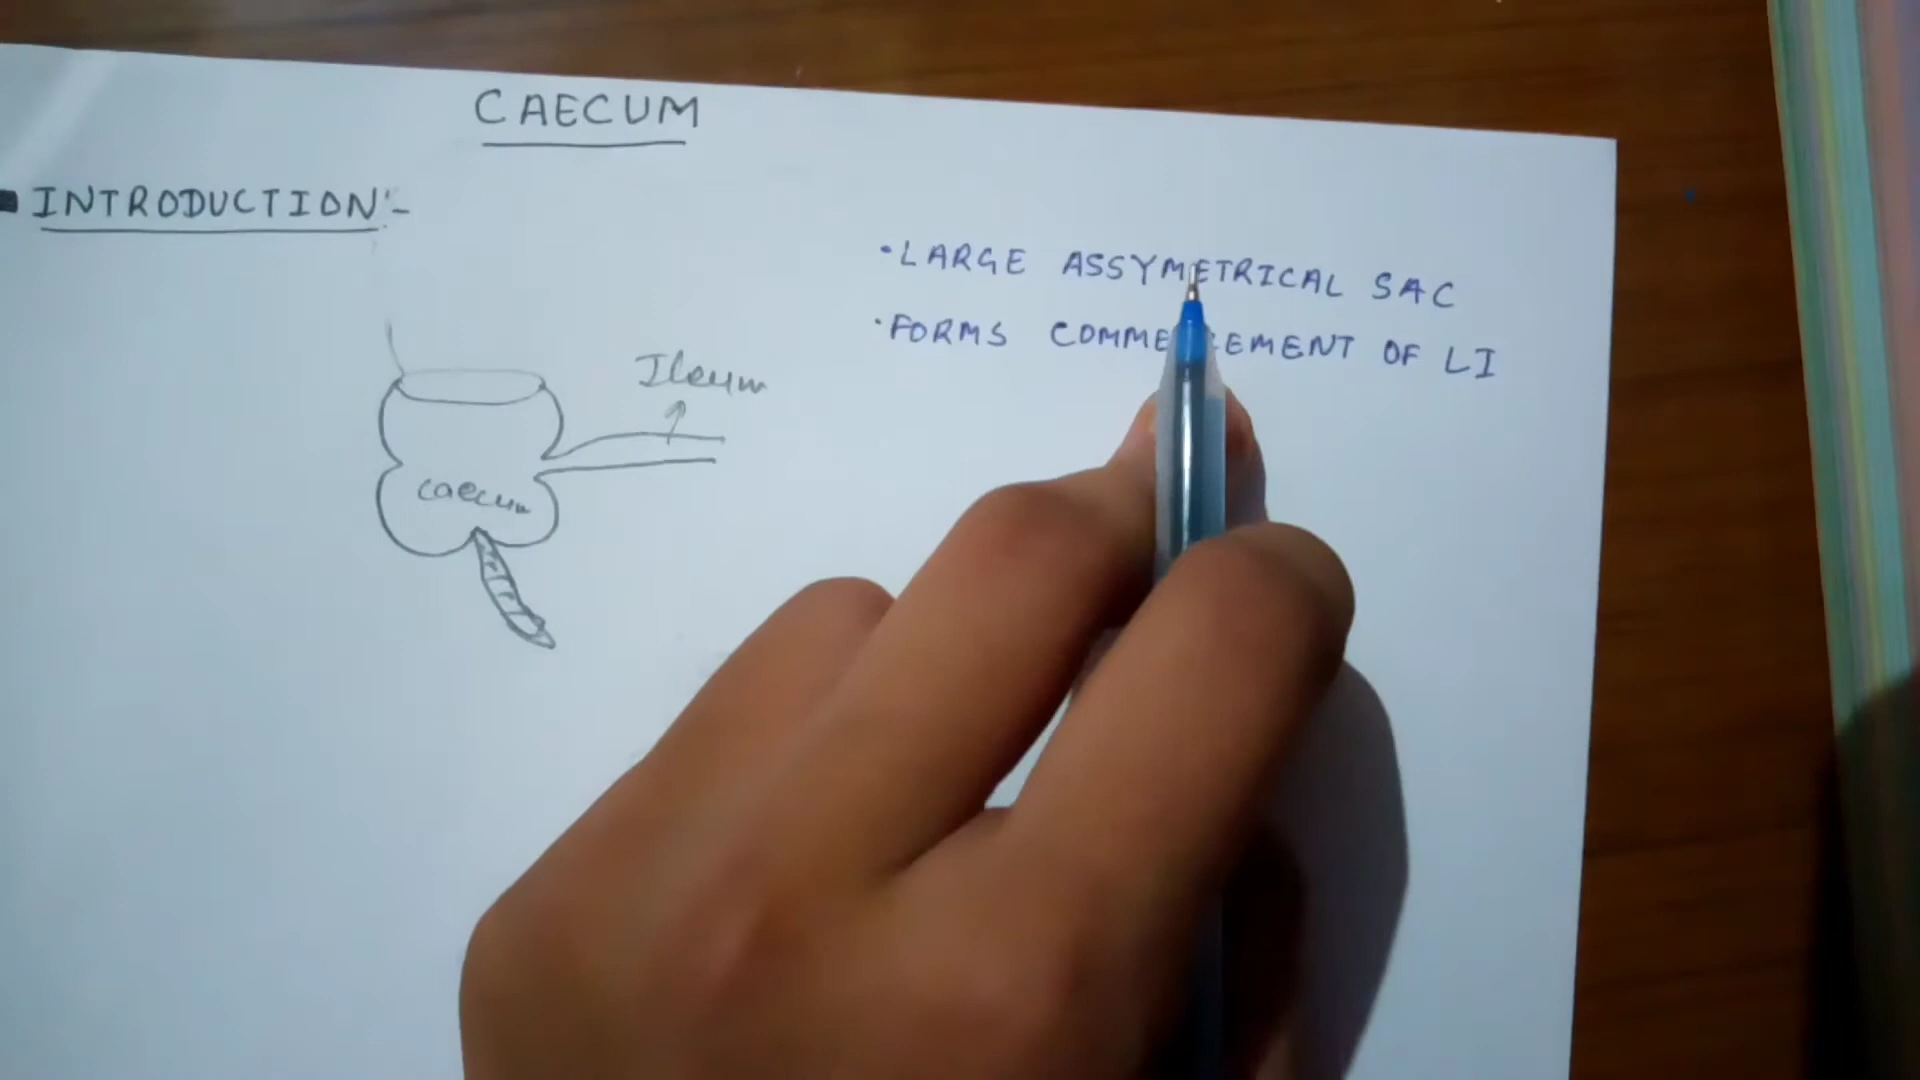 CAECUM
INTRODUCTION:-
• LARGE ASSYMETRICAL SAC
• FORMS OF LI
Ileum
caecum